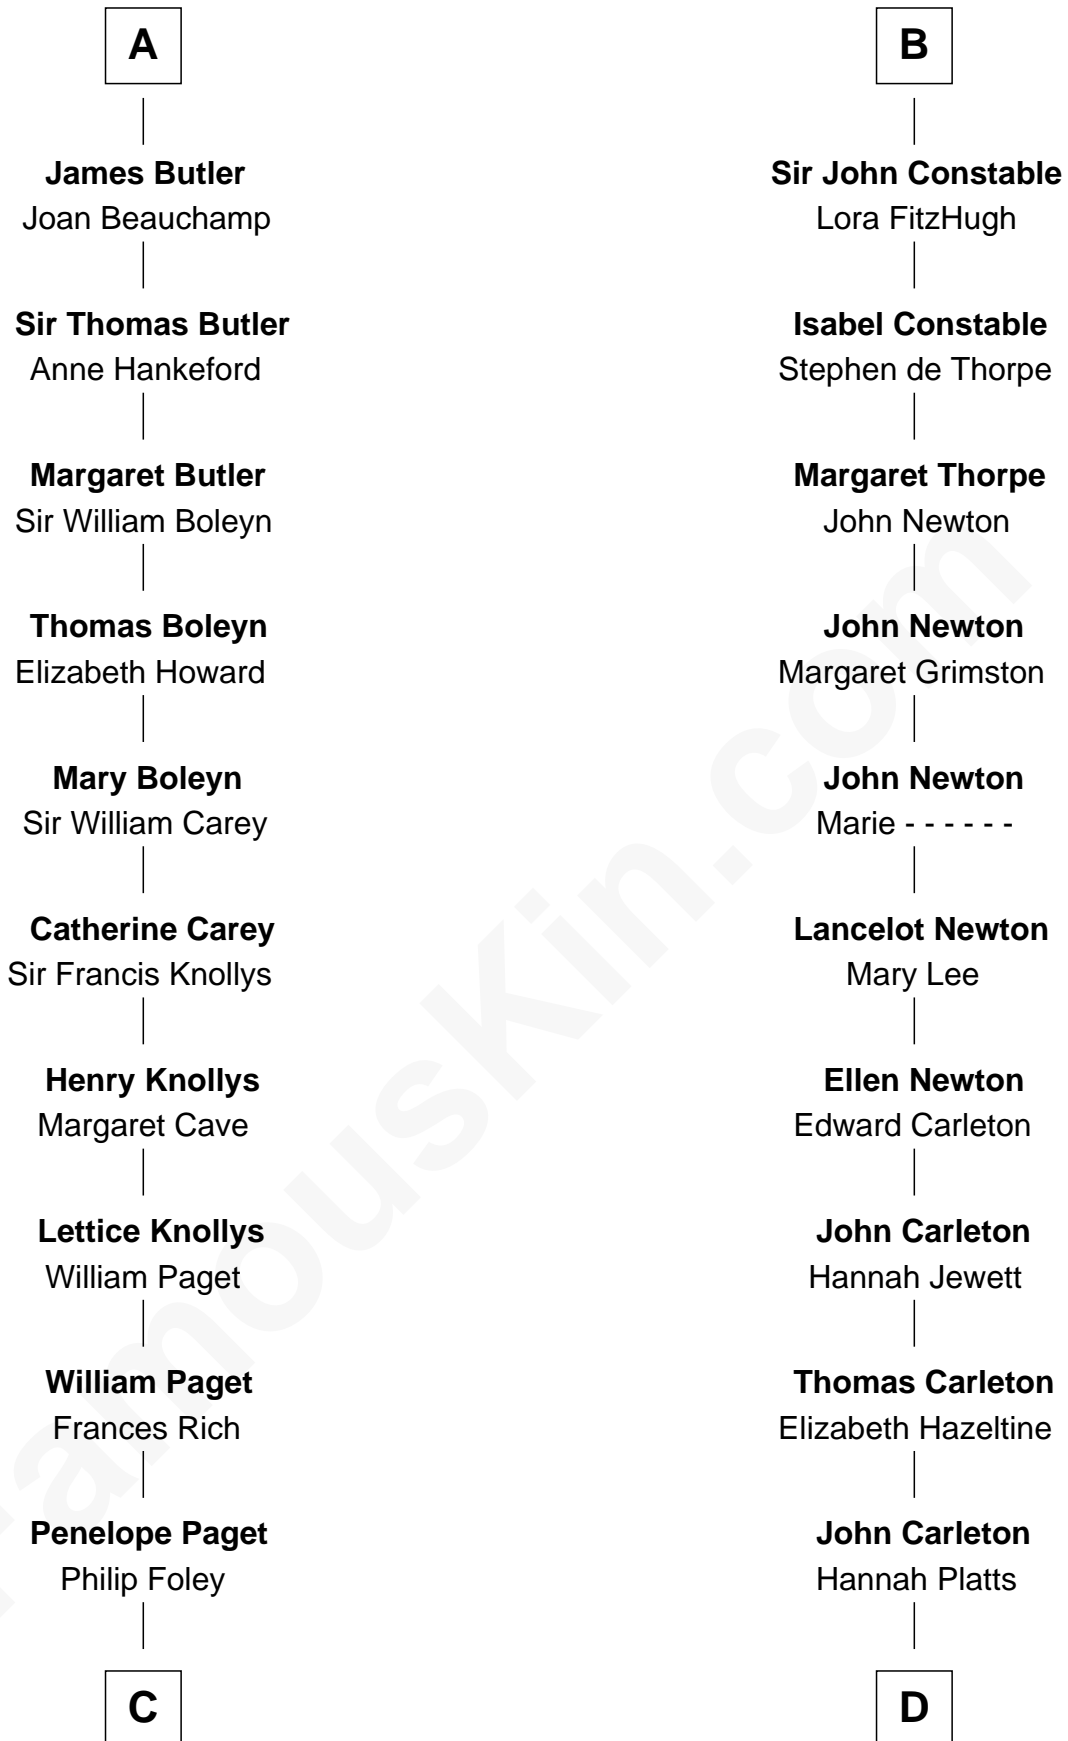 A
James Butler
Joan Beauchamp
Sir Thomas Butler
Anne Hankeford
Margaret Butler
Sir William Boleyn
Thomas Boleyn
Elizabeth Howard
Mary Boleyn
Sir William Carey
Catherine Carey
Sir Francis Knollys
Henry Knollys
Margaret Cave
Lettice Knollys
William Paget
William Paget
Frances Rich
Penelope Paget
Philip Foley
C
B
Sir John Constable
Lora FitzHugh
Isabel Constable
Stephen de Thorpe
Margaret Thorpe
John Newton
John Newton
Margaret Grimston
John Newton
Marie - - - - - -
Lancelot Newton
Mary Lee
Ellen Newton
Edward Carleton
John Carleton
Hannah Jewett
Thomas Carleton
Elizabeth Hazeltine
John Carleton
Hannah Platts
D
FamousKin.com